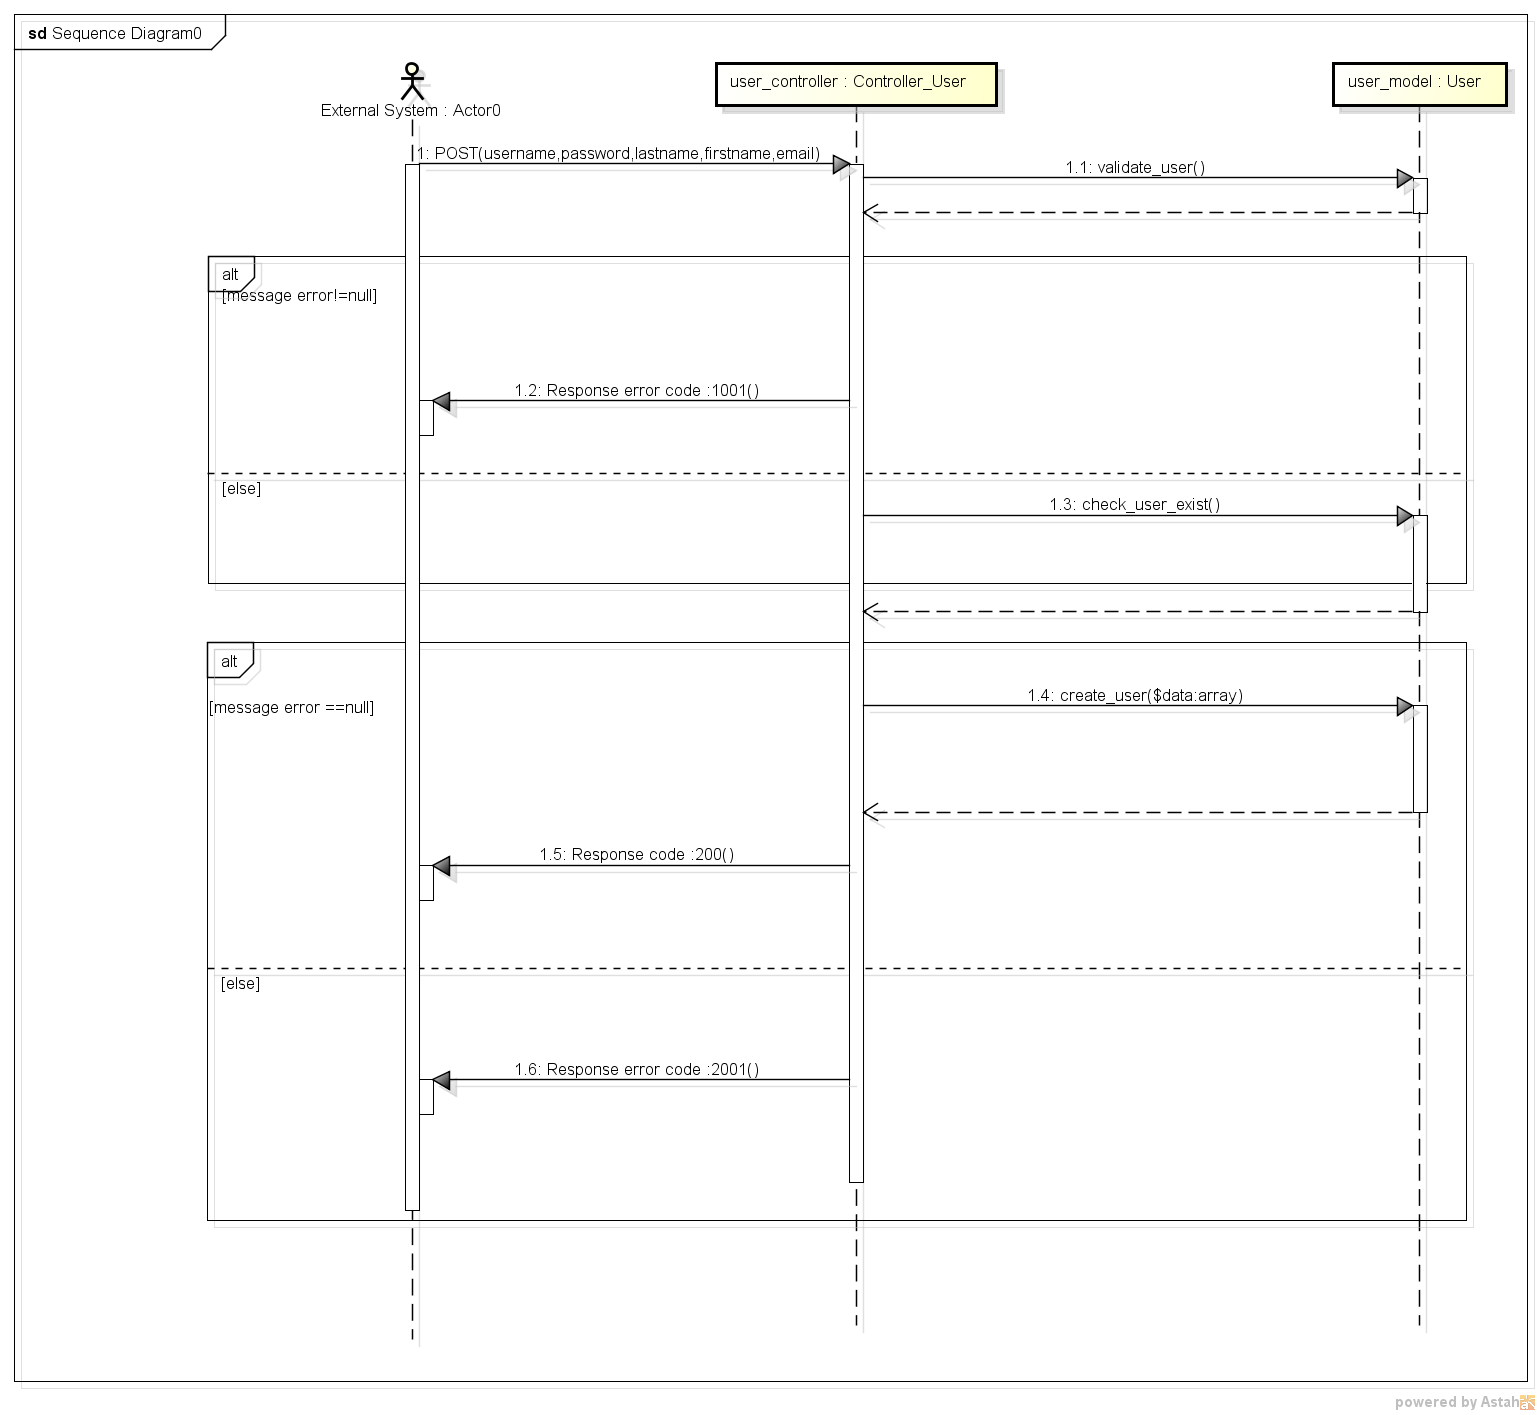 sd Sequence Diagram0
External System : Actor0
user_controller : Controller_User
user_model : User
1: POST(username,password,lastname,firstname,email)
1.1: validate_user()
alt
[message error!=null]
1.2: Response error code :1001()
[else]
1.3: check_user_exist()
alt
[message error ==null]
1.4: create_user($data:array)
1.5: Response code :200()
[else]
1.6: Response error code :2001()
powered by Astah